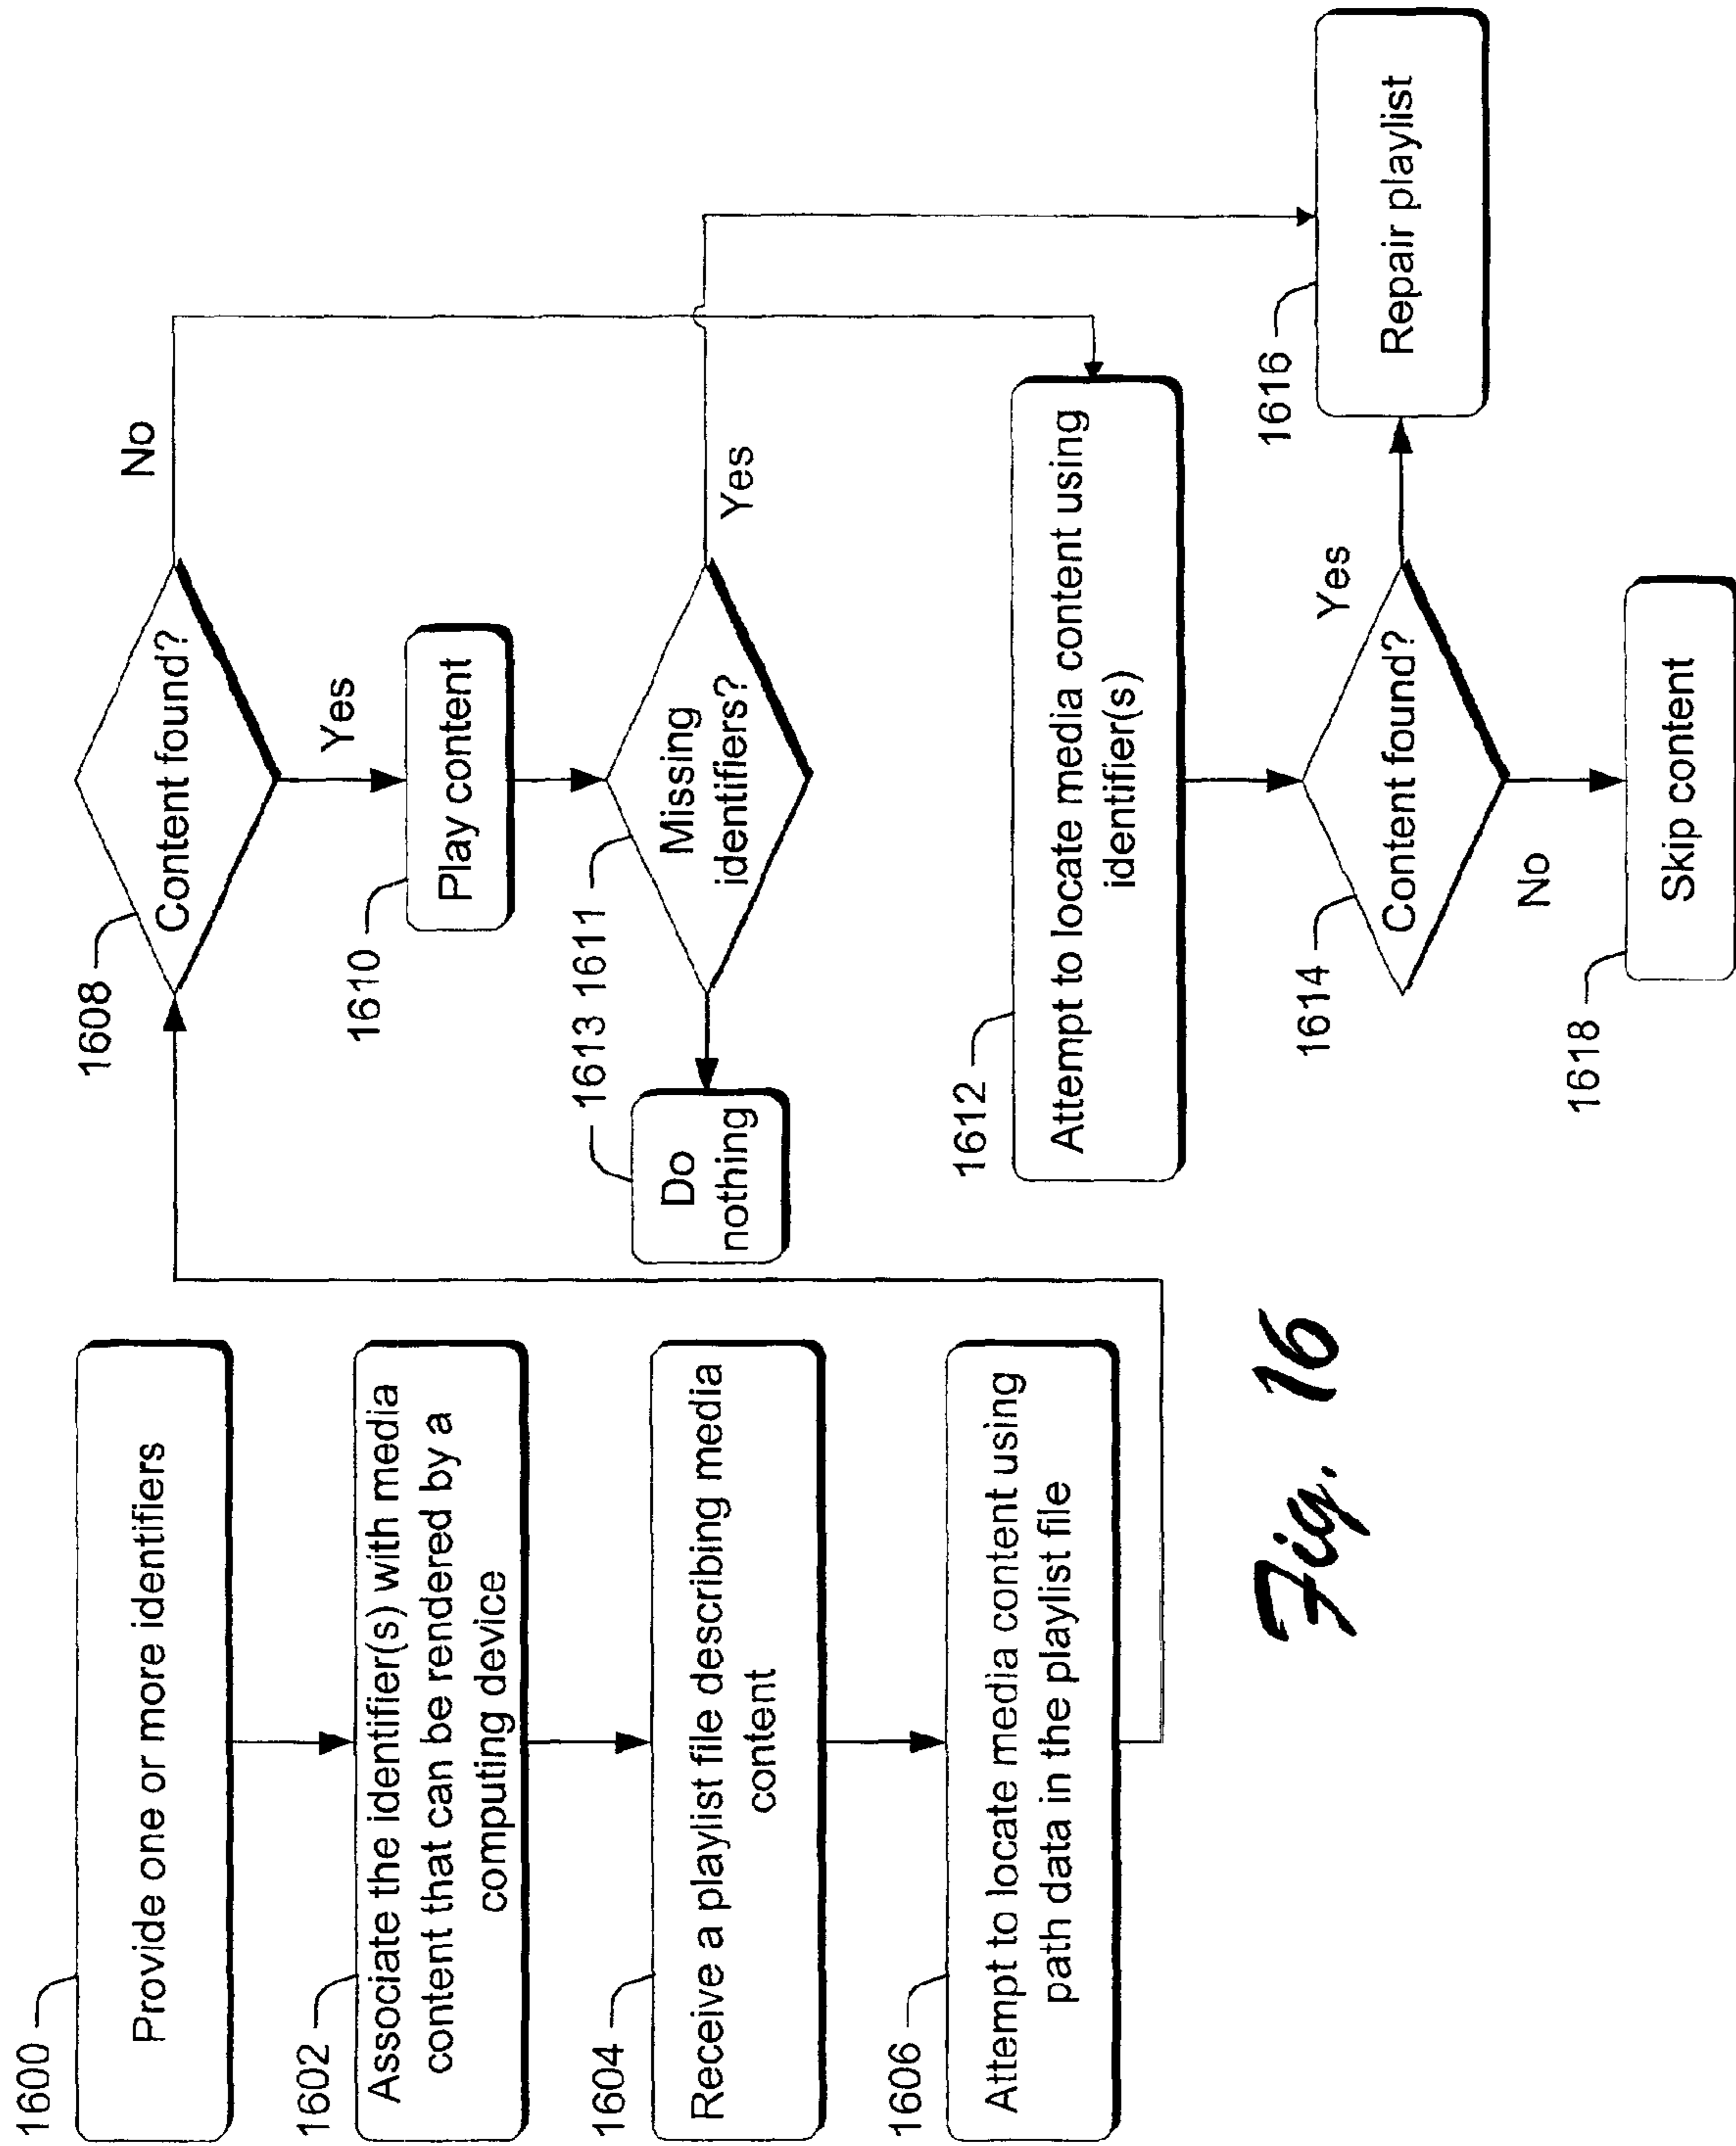 1600
Provide one or more identifiers
1602
Associate the identifier(s) with media
content that can be rendered by a
computing device
1604
Receive a playlist file describing media
content
1606
Attempt to locate media content using
path data in the playlist file
1608
Content found?
No
Yes
1610
Play content
1613
1611
Missing
identifiers?
Yes
Do
nothing
1612
Attempt to locate media content using
identifier(s)
1614
Content found?
Yes
1616
Repair playlist
No
1618
Skip content
Fig. 16